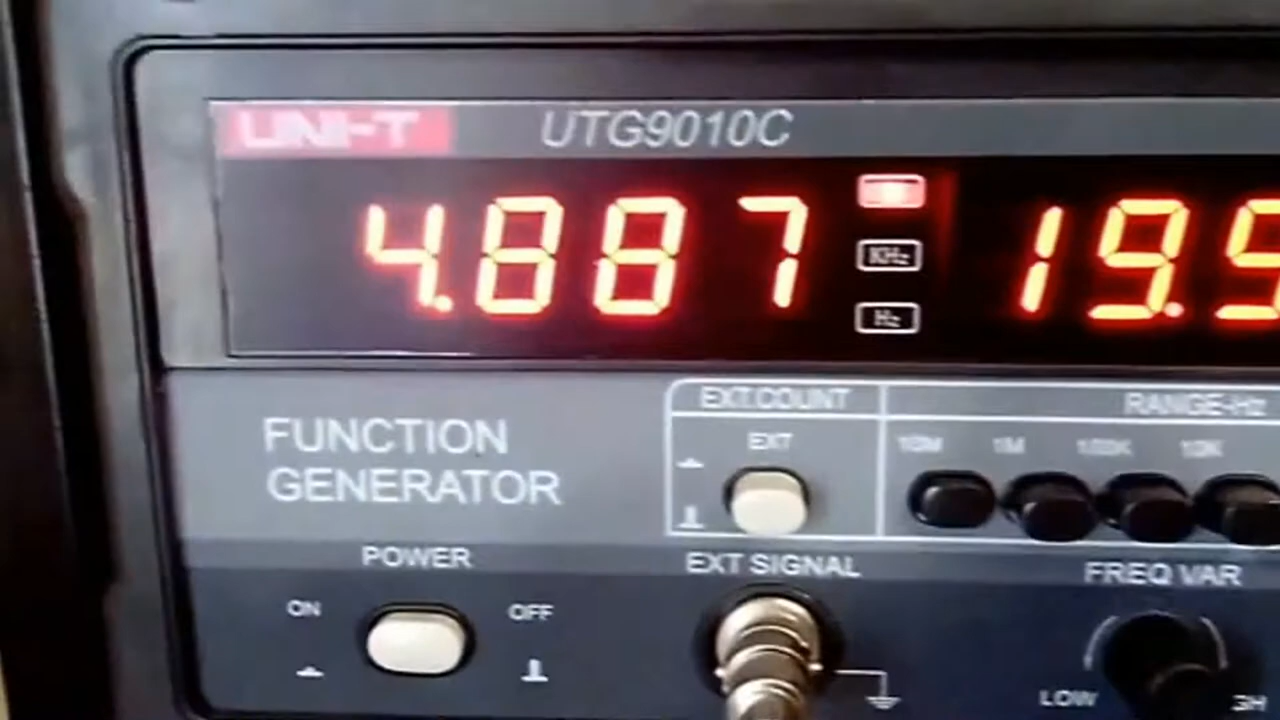 UNI-T UTG9010C
4.887
KHz
Hz
19.9
EXT.COUNT
RANGE-Hz
EXT
10M 1M 100K 10K
FUNCTION
GENERATOR
POWER
EXT SIGNAL
FREQ VAR
ON
OFF
LOW